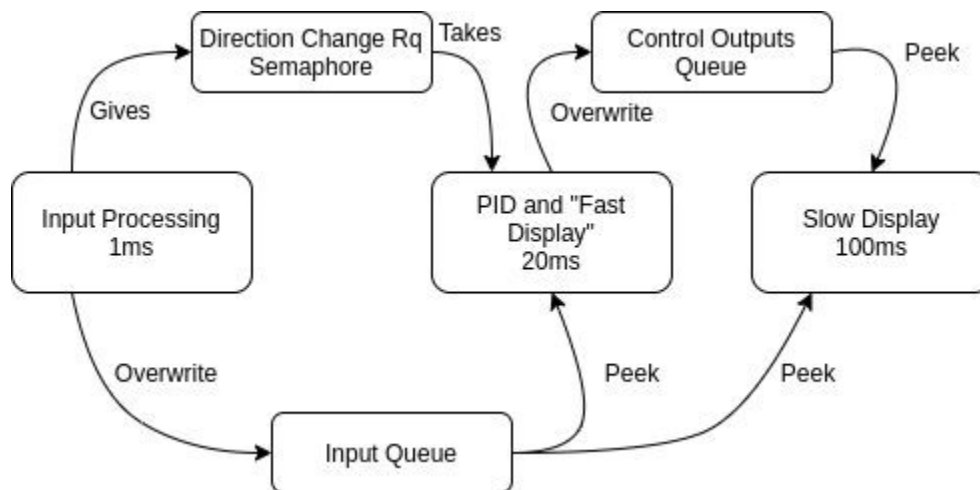 Direction Change Rq
Semaphore
Takes
Control Outputs
Queue
Peek
Gives
Overwrite
Input Processing
1ms
PID and "Fast
Display"
20ms
Slow Display
100ms
Overwrite
Peek
Peek
Input Queue